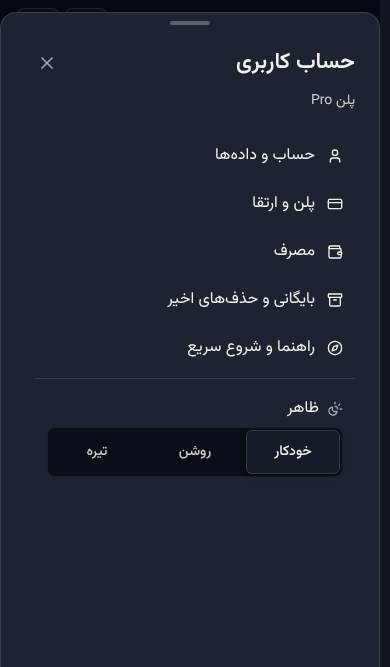 حساب کاربری
پلن Pro
حساب و داده‌ها
پلن و ارتقا
مصرف
بایگانی و حذف‌های اخیر
راهنما و شروع سریع
ظاهر
خودکار روشن تیره